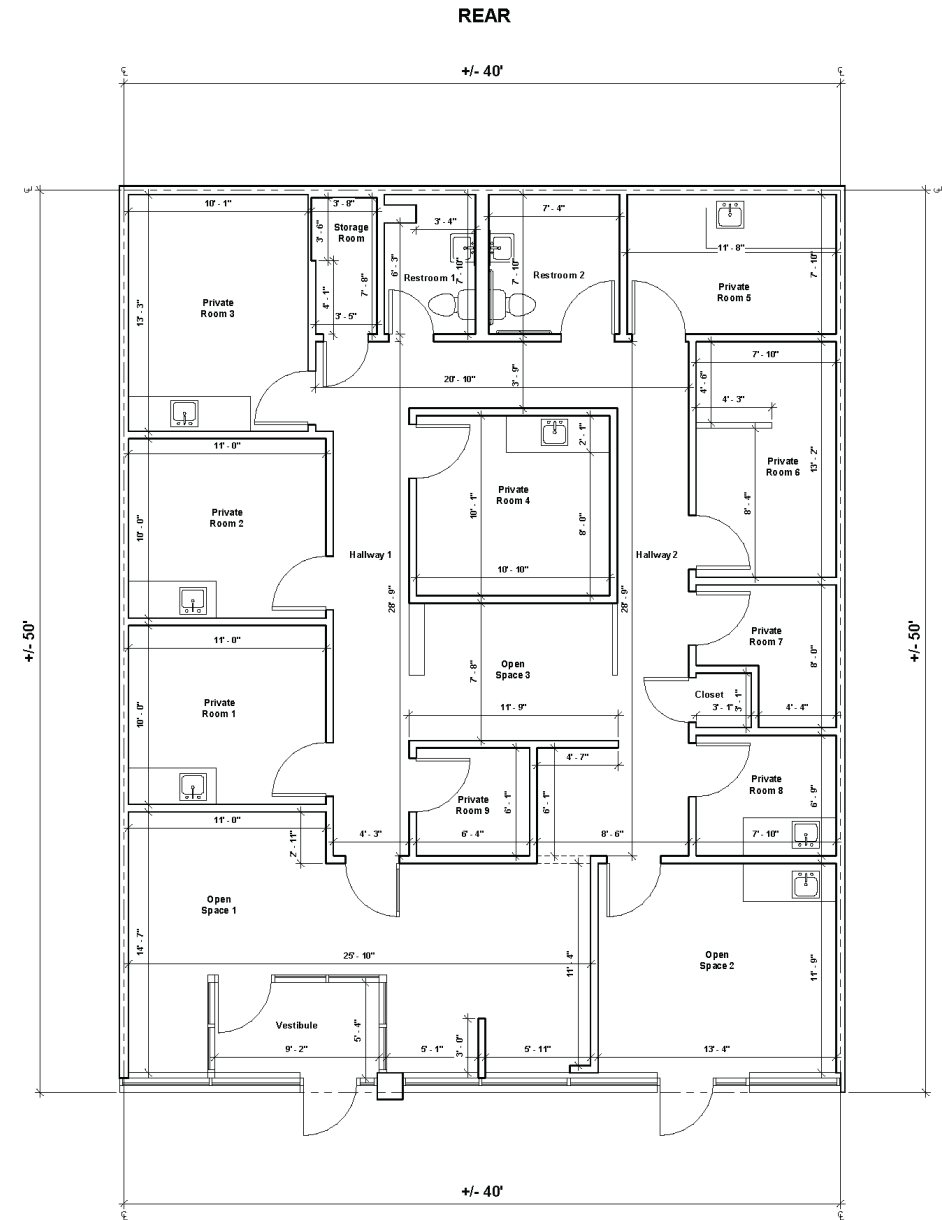 REAR
℄
+/- 40'
℄
℄
℄
10' - 1"
3' - 8"
3' - 6"
Storage
Room
3' - 4"
7' - 4"
11' - 8"
6' - 3"
7' - 10"
Restroom 1
7' - 10"
Restroom 2
7' - 10"
Private
Room 5
13' - 3"
Private
Room 3
4' - 1"
7' - 8"
3' - 5"
20' - 10"
3' - 9"
7' - 10"
4' - 6"
4' - 3"
11' - 0"
2' - 1"
Private
Room 6
13' - 2"
8' - 4"
10' - 0"
Private
Room 2
10' - 1"
Private
Room 4
8' - 0"
Hallway 1
Hallway 2
10' - 10"
28' - 9"
28' - 9"
+/- 50'
+/- 50'
11' - 0"
Private
Room 7
8' - 0"
7' - 8"
Open
Space 3
10' - 0"
Private
Room 1
Closet
3' - 1"
3' - 1"
4' - 4"
11' - 9"
4' - 7"
Private
Room 8
6' - 9"
Private
Room 9
6' - 1"
6' - 1"
11' - 0"
2' - 11"
4' - 3"
6' - 4"
8' - 6"
7' - 10"
Open
Space 1
14' - 7"
25' - 10"
11' - 4"
Open
Space 2
11' - 9"
Vestibule
5' - 4"
9' - 2"
5' - 1"
3' - 0"
5' - 11"
13' - 4"
+/- 40'
℄
℄